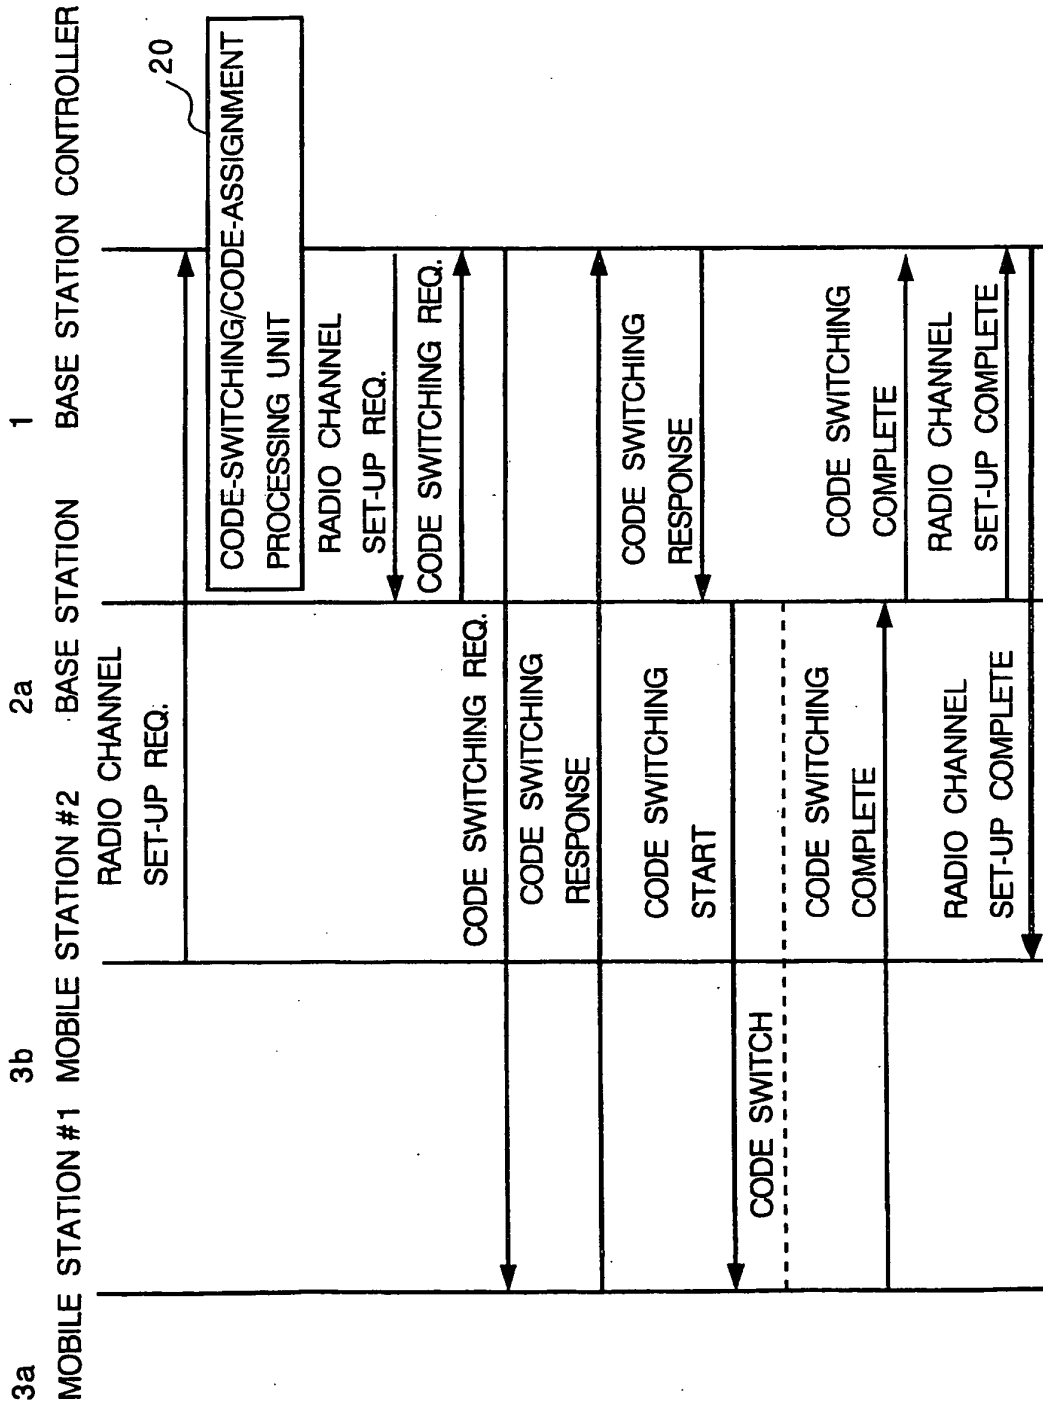 3a
3b
2a
1
MOBILE STATION #1
MOBILE STATION #2
BASE STATION
BASE STATION CONTROLLER
RADIO CHANNEL
SET-UP REQ.
20
CODE-SWITCHING/CODE-ASSIGNMENT
PROCESSING UNIT
RADIO CHANNEL
SET-UP REQ.
CODE SWITCHING REQ.
CODE SWITCHING REQ.
CODE SWITCHING
RESPONSE
CODE SWITCHING
RESPONSE
CODE SWITCHING
START
CODE SWITCH
CODE SWITCHING
COMPLETE
CODE SWITCHING
COMPLETE
RADIO CHANNEL
SET-UP COMPLETE
RADIO CHANNEL
SET-UP COMPLETE